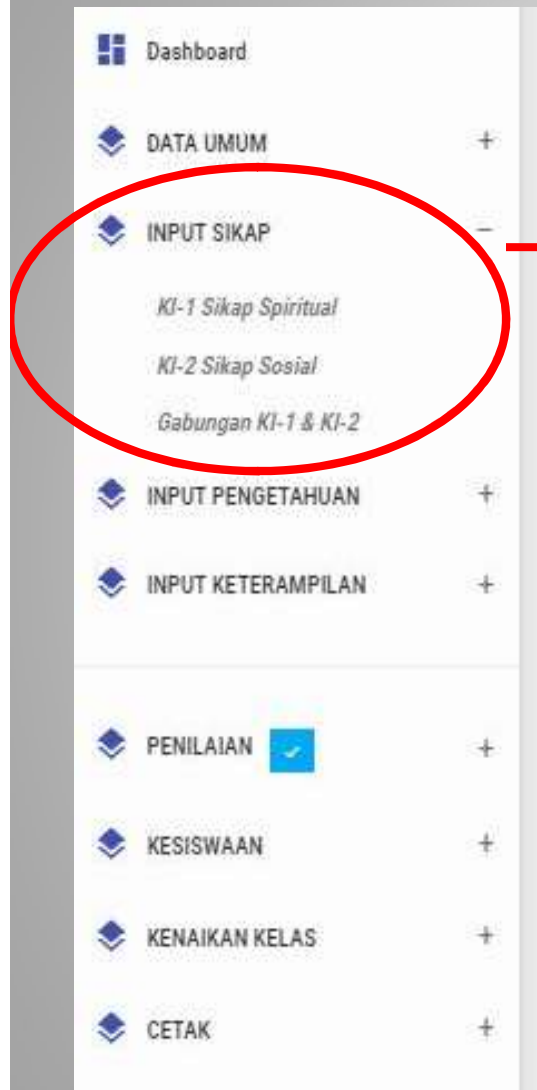 Dashboard
DATA UMUM +
INPUT SIKAP −
KI-1 Sikap Spiritual
KI-2 Sikap Sosial
Gabungan KI-1 & KI-2
INPUT PENGETAHUAN +
INPUT KETERAMPILAN +
PENILAIAN +
KESISWAAN +
KENAIKAN KELAS +
CETAK +